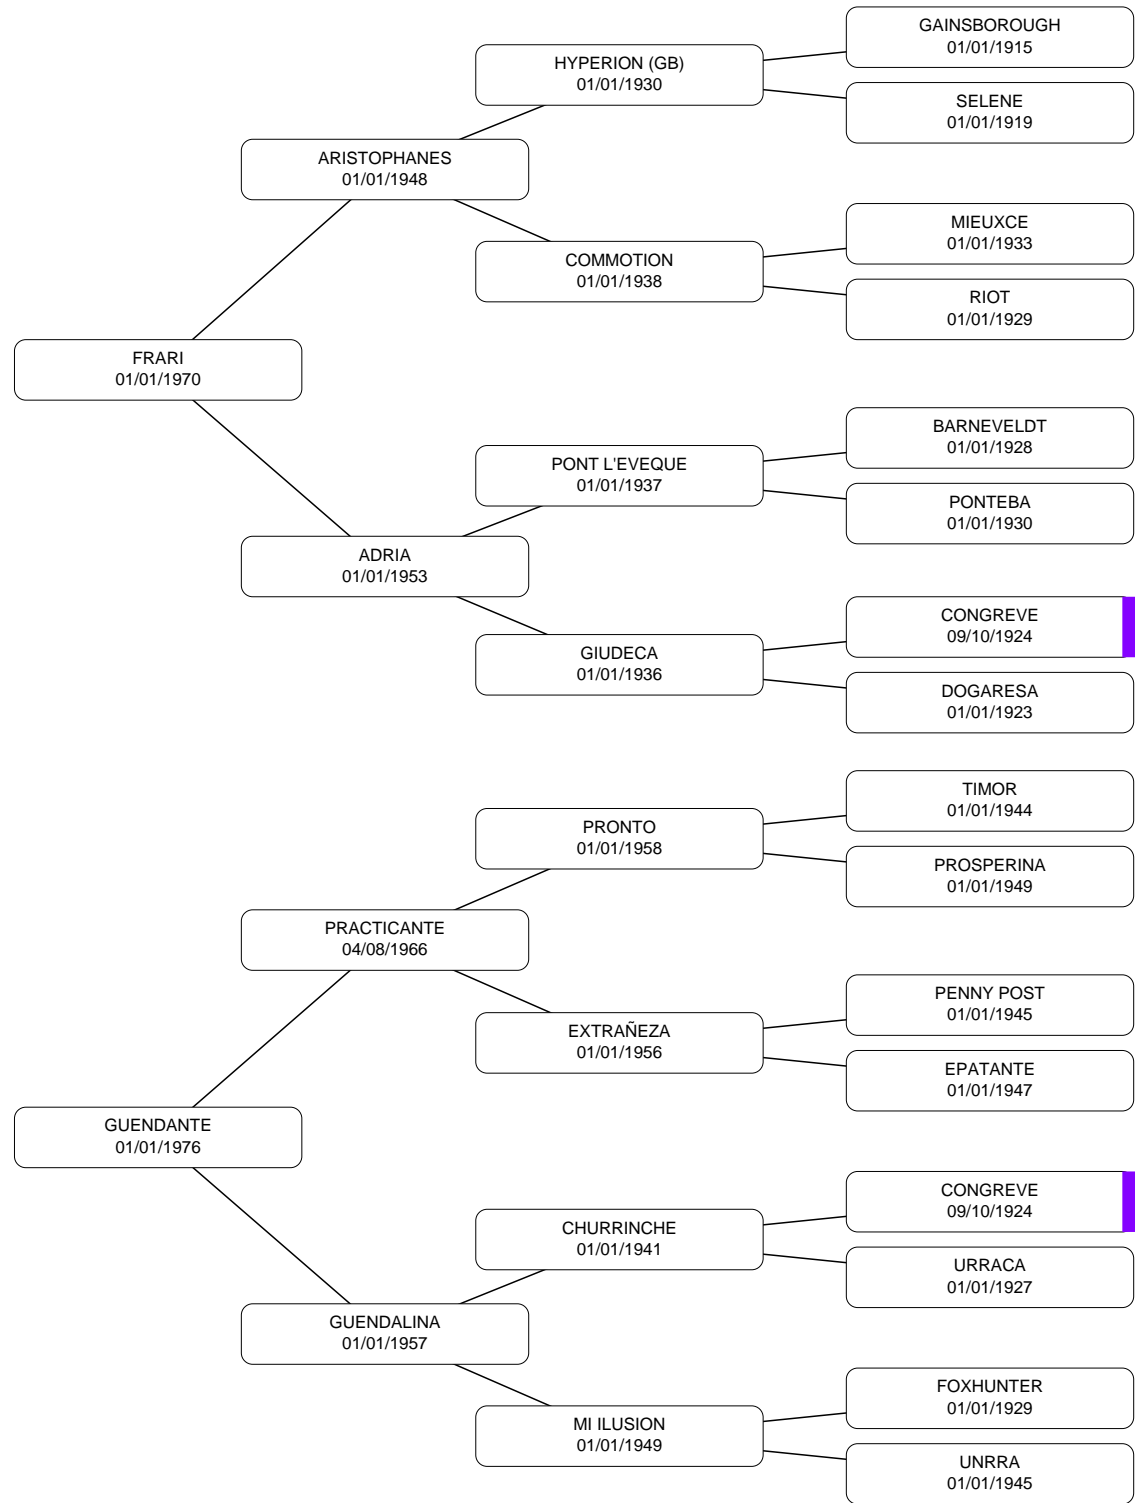 GAINSBOROUGH
01/01/1915
HYPERION (GB)
01/01/1930
SELENE
01/01/1919
ARISTOPHANES
01/01/1948
MIEUXCE
01/01/1933
COMMOTION
01/01/1938
RIOT
01/01/1929
FRARI
01/01/1970
BARNEVELDT
01/01/1928
PONT L'EVEQUE
01/01/1937
PONTEBA
01/01/1930
ADRIA
01/01/1953
CONGREVE
09/10/1924
GIUDECA
01/01/1936
DOGARESA
01/01/1923
TIMOR
01/01/1944
PRONTO
01/01/1958
PROSPERINA
01/01/1949
PRACTICANTE
04/08/1966
PENNY POST
01/01/1945
EXTRAÑEZA
01/01/1956
EPATANTE
01/01/1947
GUENDANTE
01/01/1976
CONGREVE
09/10/1924
CHURRINCHE
01/01/1941
URRACA
01/01/1927
GUENDALINA
01/01/1957
FOXHUNTER
01/01/1929
MI ILUSION
01/01/1949
UNRRA
01/01/1945